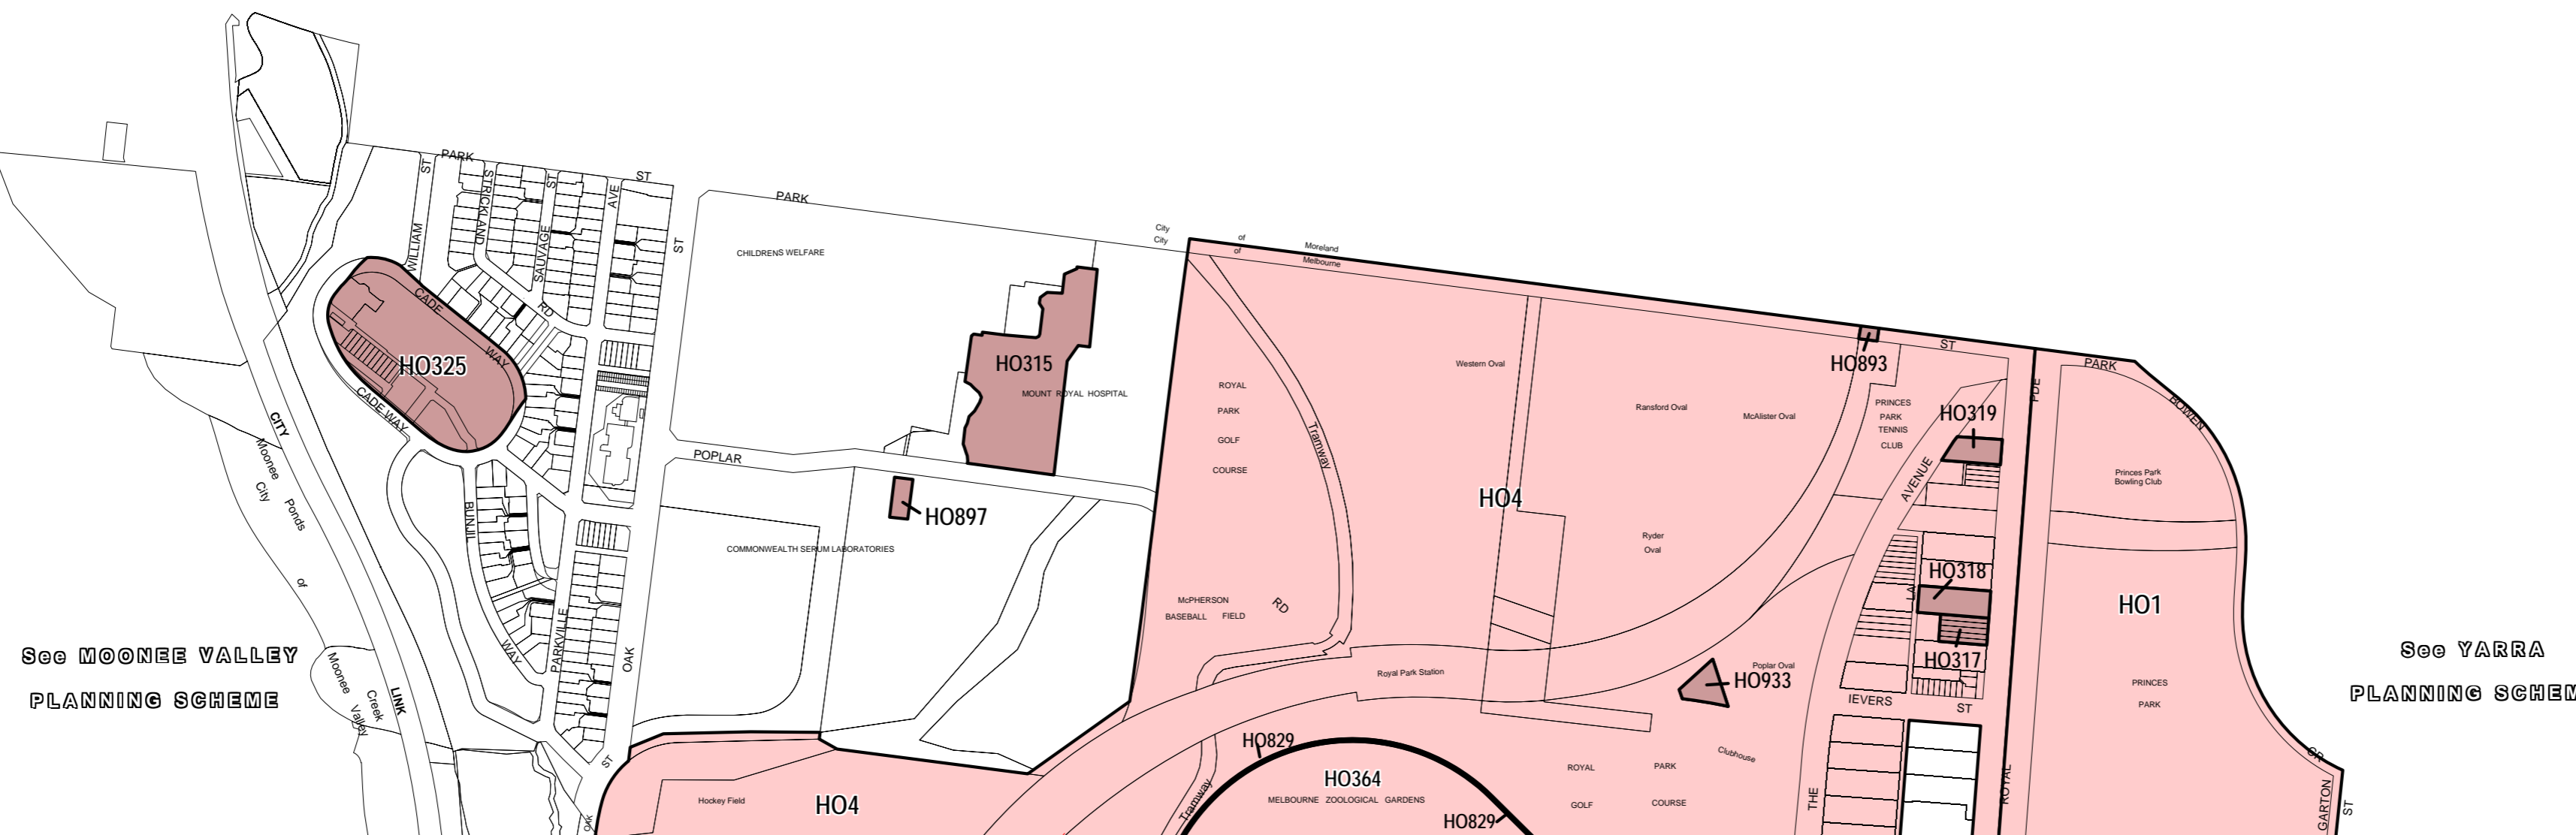 PARK
ST
STRICKLAND
ST
AVE
ST
PARK
WILLIAM
SAUVAGE
ST
CHILDRENS WELFARE
City of Moreland
City of Melbourne
CADE
RD
WAY
HO325
CADE WAY
HO315
MOUNT ROYAL HOSPITAL
Western Oval
HO893
ST
PARK
BOWEN
PDE
ROYAL
PARK
GOLF
COURSE
Tramway
Ransford Oval
McAlister Oval
PRINCES
PARK
TENNIS
CLUB
HO319
CITY
Moonee
City
Ponds
of
POPLAR
HO897
HO4
AVENUE
Princes Park
Bowling Club
BUNJIL
COMMONWEALTH SERUM LABORATORIES
Ryder
Oval
HO318
LA
HO1
McPHERSON
BASEBALL FIELD
RD
PARKVILLE
WAY
OAK
See MOONEE VALLEY
PLANNING SCHEME
Moonee
Creek
Valley
LINK
Royal Park Station
Poplar Oval
HO933
HO317
See YARRA
PLANNING SCHEM
PRINCES
PARK
IEVERS
ST
HO829
Clubhouse
CR
ST
HO364
MELBOURNE ZOOLOGICAL GARDENS
ROYAL PARK
GOLF COURSE
Hockey Field
HO4
Tramway
HO829
THE
ROYAL
GARTON
ST
OAK